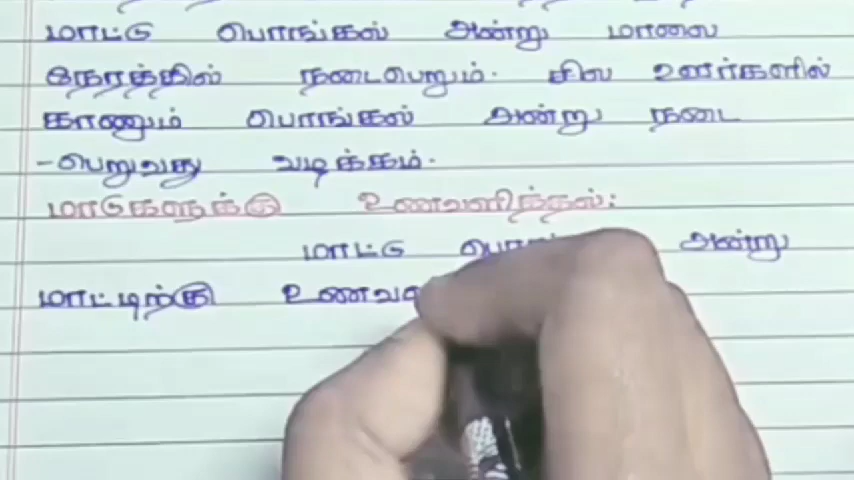 மாட்டு பொங்கல் அன்று மாலை
நேரத்தில் நடைபெறும். சில ஊர்களில்
காணும் பொங்கல் அன்று நடை
-பெறுவது வழக்கம்.
மாடுகளுக்கு உணவளித்தல்:
மாட்டு அன்று
மாட்டிற்கு